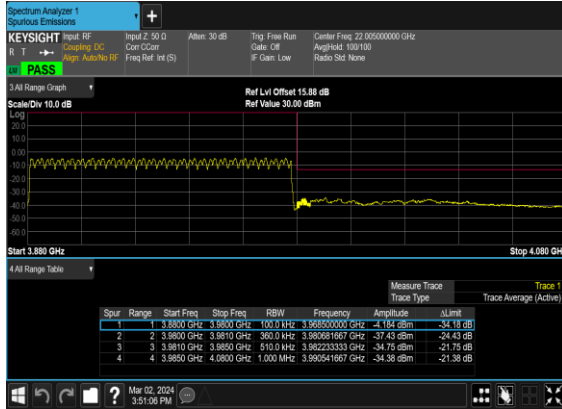 Spectrum Analyzer 1
Spurious Emissions
+
KEYSIGHT Input: RF Input Z: 50 Ω Atten: 30 dB Trig: Free Run Center Freq: 22.005000000 GHz
R T Coupling: DC Corr CCorr Gate: Off Avg|Hold: 100/100
Align: Auto/No RF Freq Ref: Int (S) IF Gain: Low Radio Std: None
PASS
3 All Range Graph Ref Lvl Offset 15.88 dB
Scale/Div 10.0 dB Ref Value 30.00 dBm
Log
20.0
10.0
0.00
-10.0
-20.0
-30.0
-40.0
-50.0
-60.0
Start 3.880 GHz Stop 4.080 GH
4 All Range Table
Measure Trace Trace 1
Trace Type Trace Average (Active)
Spur Range Start Freq Stop Freq RBW Frequency Amplitude ΔLimit
1 1 3.8800 GHz 3.9800 GHz 100.0 kHz 3.968500000 GHz -4.184 dBm -34.18 dB
2 2 3.9800 GHz 3.9810 GHz 360.0 kHz 3.980681667 GHz -37.43 dBm -24.43 dB
3 3 3.9810 GHz 3.9850 GHz 510.0 kHz 3.982233333 GHz -34.75 dBm -21.75 dB
4 4 3.9850 GHz 4.0800 GHz 1.000 MHz 3.990541667 GHz -34.38 dBm -21.38 dB
? Mar 02, 2024
3:51:06 PM